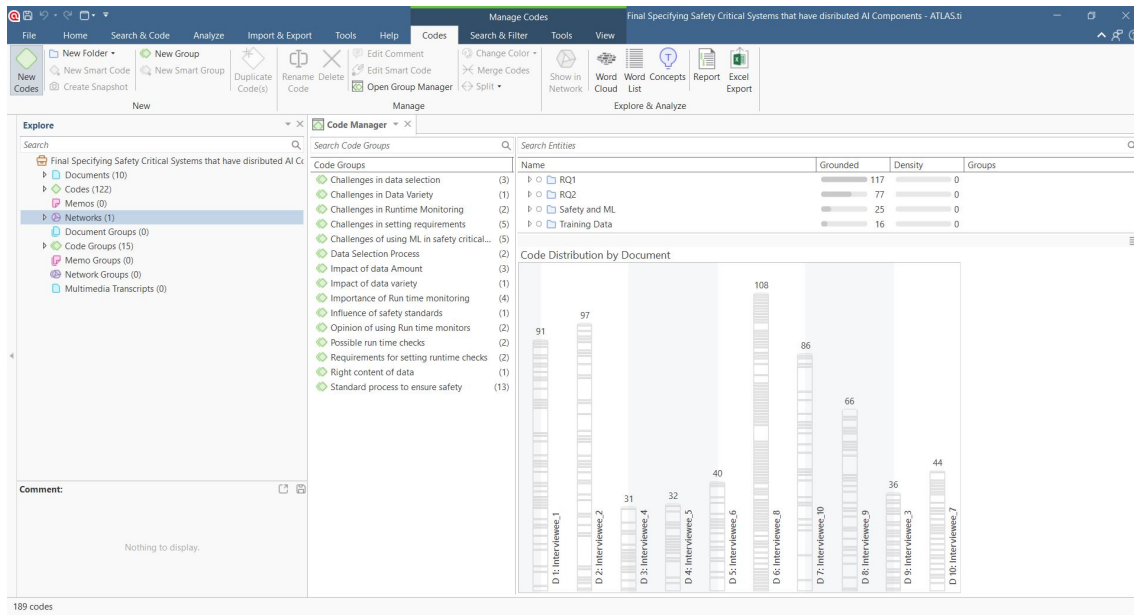 Manage Codes
Final Specifying Safety Critical Systems that have disributed AI Components - ATLAS.ti
File Home Search & Code Analyze Import & Export Tools Help Codes Search & Filter Tools View
New Codes
New Folder
New Smart Code
Create Snapshot
New Group
New Smart Group
Duplicate Code(s)
New
Rename Code
Delete
Edit Comment
Edit Smart Code
Open Group Manager
Change Color
Merge Codes
Split
Manage
Show in Network
Word Cloud
Word List
Concepts
Report
Excel Export
Explore & Analyze
Explore
Search
Final Specifying Safety Critical Systems that have disributed AI Co
Documents (10)
Codes (122)
Memos (0)
Networks (1)
Document Groups (0)
Code Groups (15)
Memo Groups (0)
Network Groups (0)
Multimedia Transcripts (0)
Comment:
Nothing to display.
Code Manager
Search Code Groups
Code Groups
Challenges in data selection (3)
Challenges in Data Variety (2)
Challenges in Runtime Monitoring (2)
Challenges in setting requirements (5)
Challenges of using ML in safety critical... (5)
Data Selection Process (2)
Impact of data Amount (3)
Impact of data variety (1)
Importance of Run time monitoring (4)
Influence of safety standards (1)
Opinion of using Run time monitors (2)
Possible run time checks (2)
Requirements for setting runtime checks (2)
Right content of data (1)
Standard process to ensure safety (13)
Search Entities
Name Grounded Density Groups
RQ1 117 0
RQ2 77 0
Safety and ML 25 0
Training Data 16 0
Code Distribution by Document
91
97
31
32
40
108
86
66
36
44
D 1: Interviewee_1
D 2: Interviewee_2
D 3: Interviewee_4
D 4: Interviewee_5
D 5: Interviewee_6
D 6: Interviewee_8
D 7: Interviewee_10
D 8: Interviewee_9
D 9: Interviewee_3
D 10: Interviewee_7
189 codes